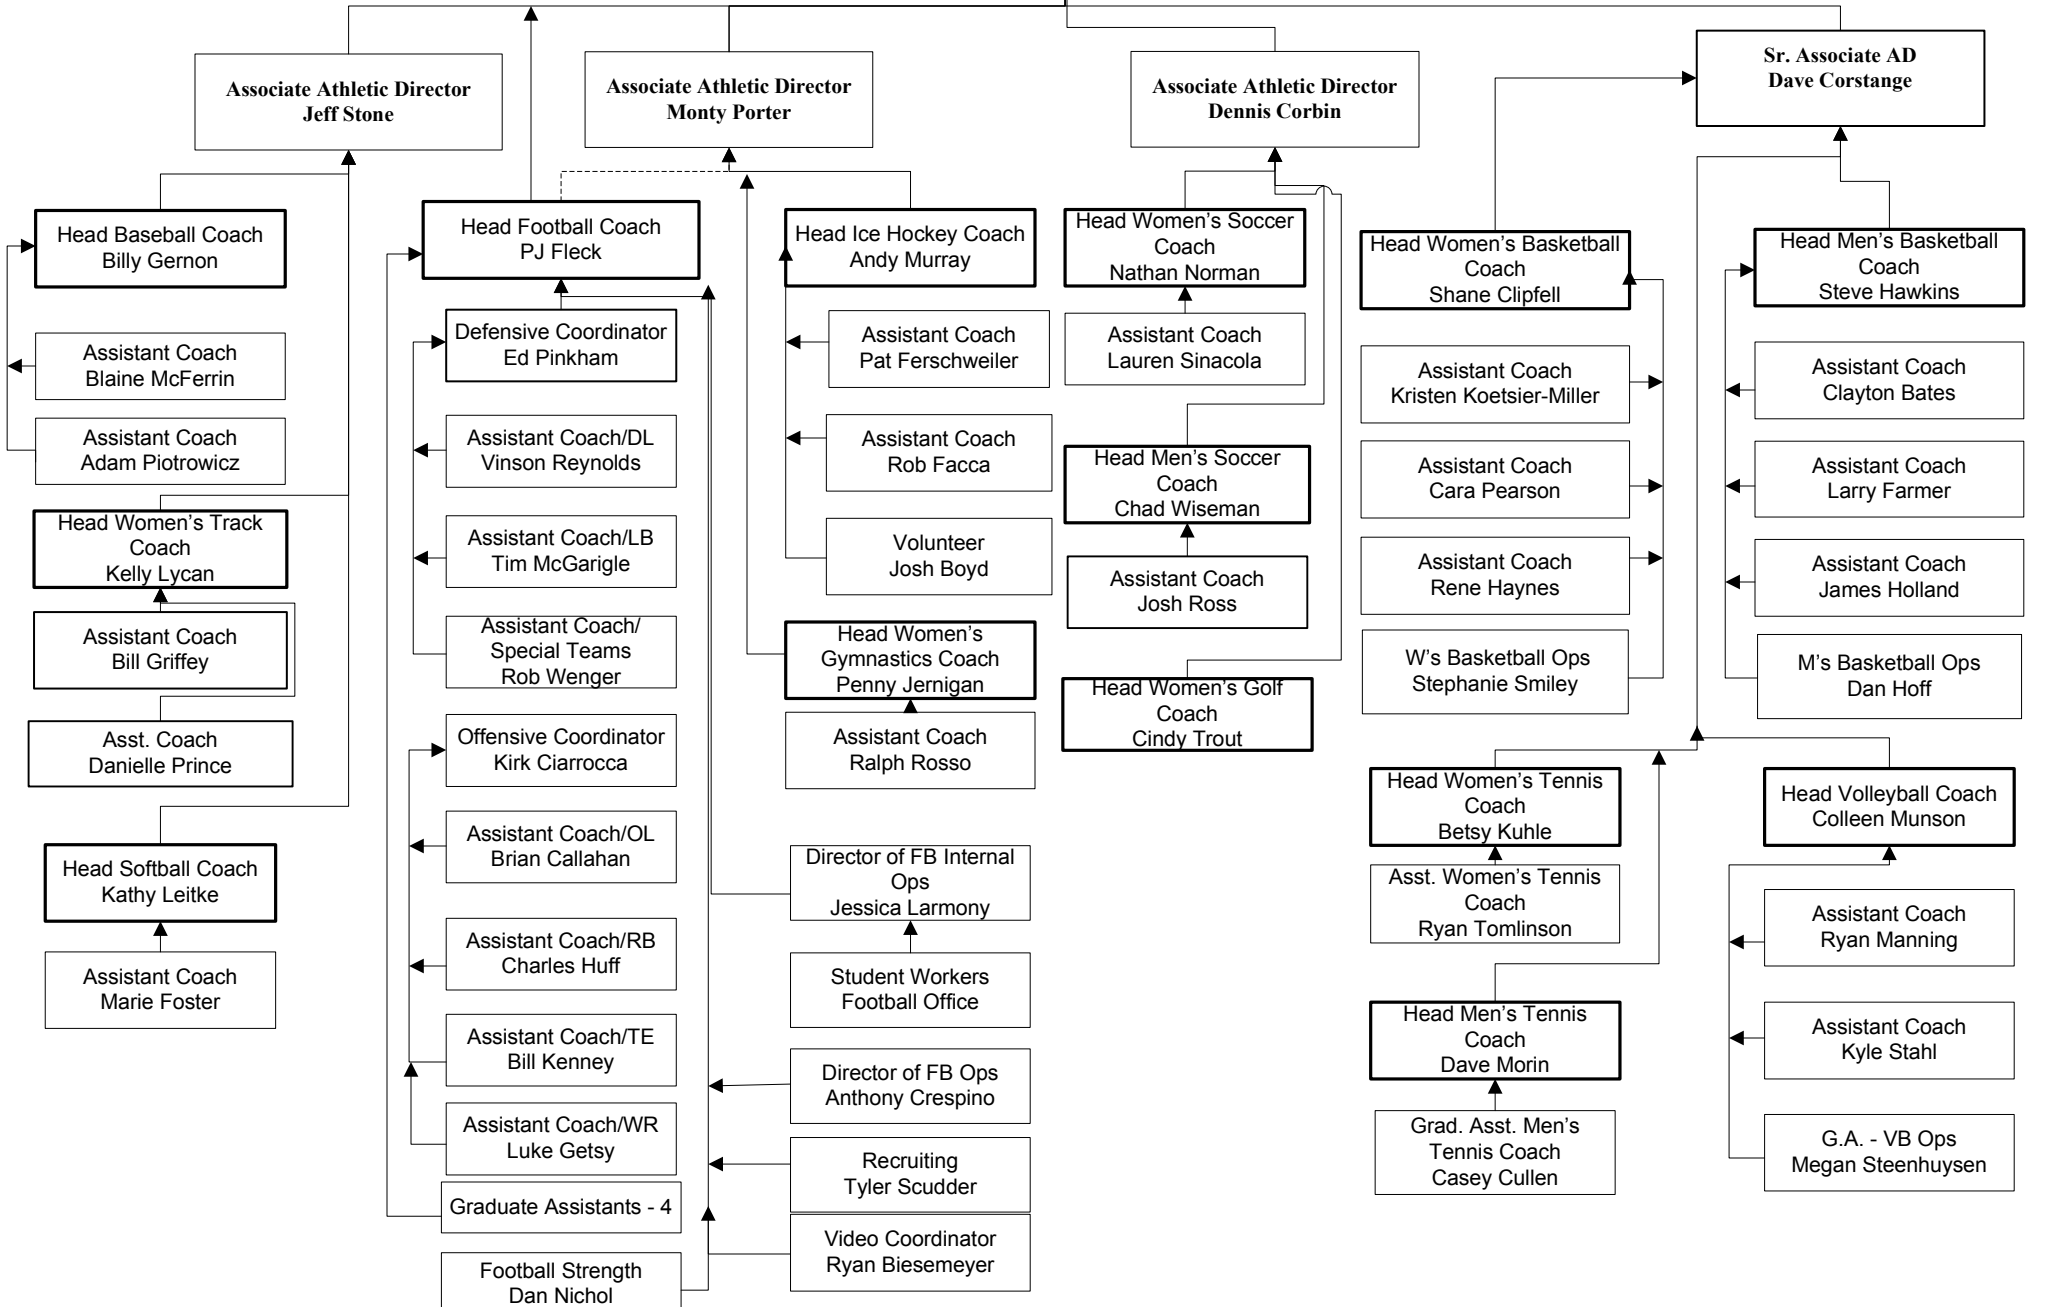 Associate Athletic Director
Jeff Stone
Associate Athletic Director
Monty Porter
Associate Athletic Director
Dennis Corbin
Sr. Associate AD
Dave Corstange
Head Baseball Coach
Billy Gernon
Assistant Coach
Blaine McFerrin
Assistant Coach
Adam Piotrowicz
Head Women's Track
Coach
Kelly Lycan
Assistant Coach
Bill Griffey
Asst. Coach
Danielle Prince
Head Softball Coach
Kathy Leitke
Assistant Coach
Marie Foster
Head Football Coach
PJ Fleck
Defensive Coordinator
Ed Pinkham
Assistant Coach/DL
Vinson Reynolds
Assistant Coach/LB
Tim McGarigle
Assistant Coach/
Special Teams
Rob Wenger
Offensive Coordinator
Kirk Ciarrocca
Assistant Coach/OL
Brian Callahan
Assistant Coach/RB
Charles Huff
Assistant Coach/TE
Bill Kenney
Assistant Coach/WR
Luke Getsy
Graduate Assistants - 4
Football Strength
Dan Nichol
Head Ice Hockey Coach
Andy Murray
Assistant Coach
Pat Ferschweiler
Assistant Coach
Rob Facca
Volunteer
Josh Boyd
Head Women's
Gymnastics Coach
Penny Jernigan
Assistant Coach
Ralph Rosso
Director of FB Internal
Ops
Jessica Larmony
Student Workers
Football Office
Director of FB Ops
Anthony Crespino
Recruiting
Tyler Scudder
Video Coordinator
Ryan Biesemeyer
Head Women's Soccer
Coach
Nathan Norman
Assistant Coach
Lauren Sinacola
Head Men's Soccer
Coach
Chad Wiseman
Assistant Coach
Josh Ross
Head Women's Golf
Coach
Cindy Trout
Head Women's Basketball
Coach
Shane Clipfell
Assistant Coach
Kristen Koetsier-Miller
Assistant Coach
Cara Pearson
Assistant Coach
Rene Haynes
W's Basketball Ops
Stephanie Smiley
Head Women's Tennis
Coach
Betsy Kuhle
Asst. Women's Tennis
Coach
Ryan Tomlinson
Head Men's Tennis
Coach
Dave Morin
Grad. Asst. Men's
Tennis Coach
Casey Cullen
Head Men's Basketball
Coach
Steve Hawkins
Assistant Coach
Clayton Bates
Assistant Coach
Larry Farmer
Assistant Coach
James Holland
M's Basketball Ops
Dan Hoff
Head Volleyball Coach
Colleen Munson
Assistant Coach
Ryan Manning
Assistant Coach
Kyle Stahl
G.A. - VB Ops
Megan Steenhuysen